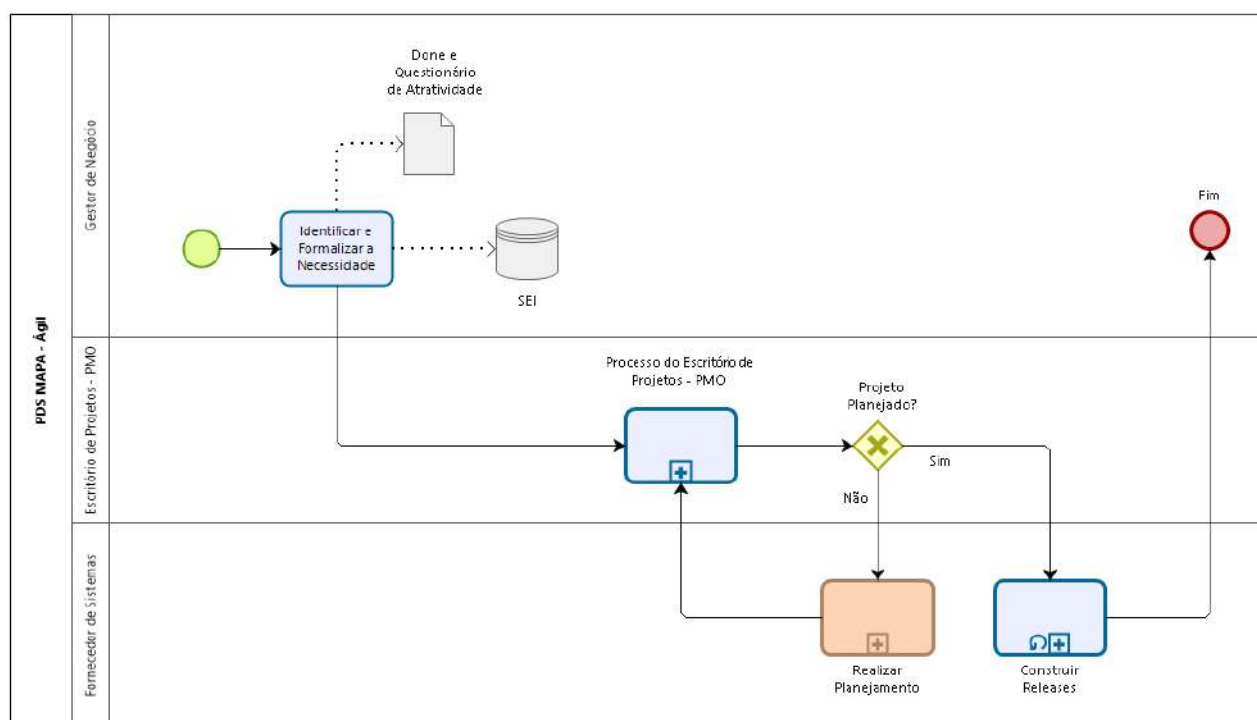 PDS MAPA - Ágil
Gestor de Negócio
Done e
Questionário
de Atratividade
Identificar e
Formalizar a
Necessidade
SEI
Fim
Escritório de Projetos - PMO
Processo do Escritório de
Projetos - PMO
Projeto
Planejado?
Sim
Não
Fornecedor de Sistemas
Realizar
Planejamento
Construir
Releases